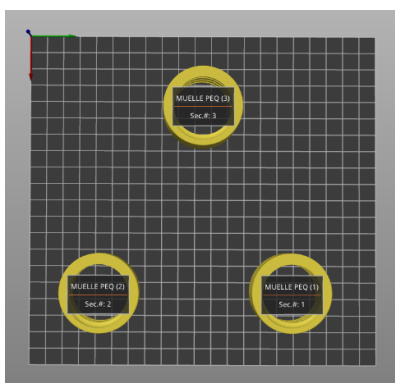 MUELLE PEQ (3)
Sec.#: 3
MUELLE PEQ (2)
Sec.#: 2
MUELLE PEQ (1)
Sec.#: 1